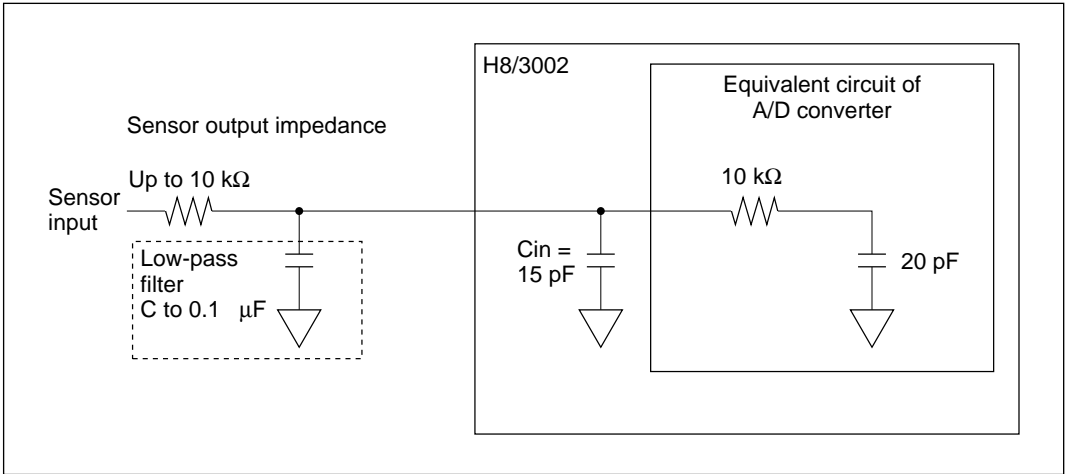 H8/3002
Equivalent circuit of
A/D converter
Sensor output impedance
Up to 10 kΩ
10 kΩ
Sensor
input
Low-pass
filter
C to 0.1 μF
Cin =
15 pF
20 pF